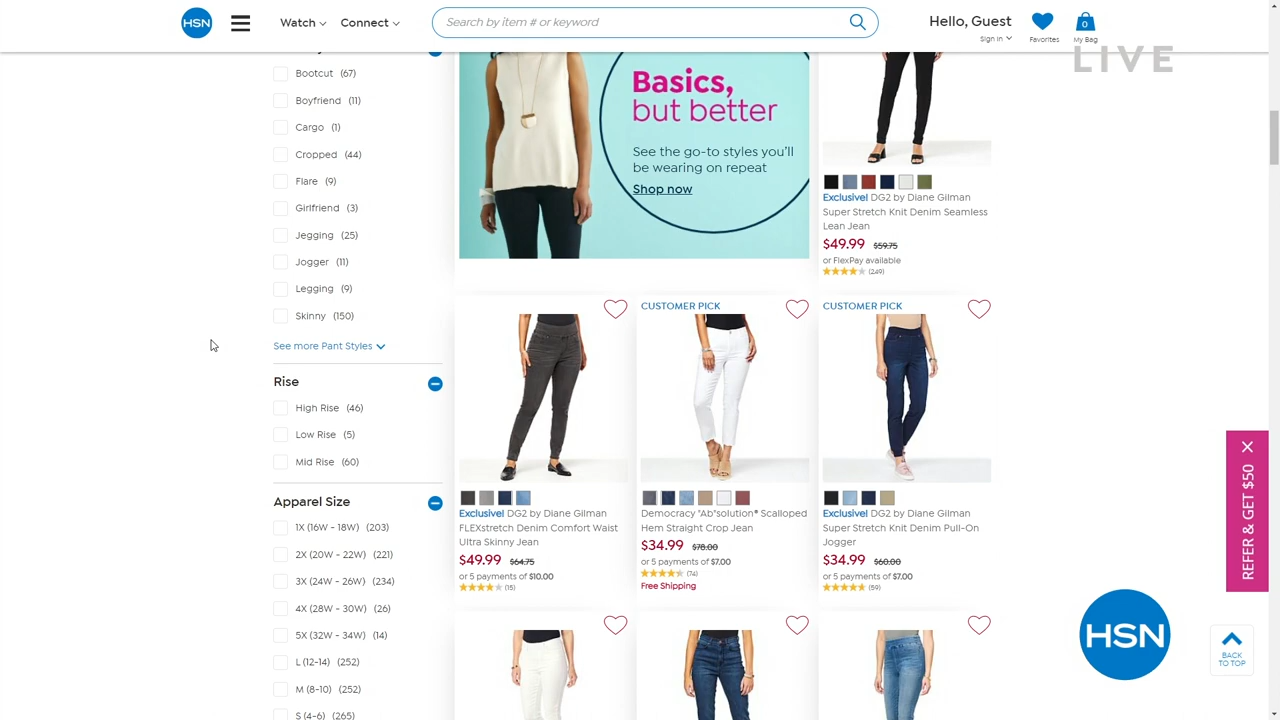 HSN
Watch
Connect
Search by item # or keyword
Hello, Guest
Sign In
Favorites
0
My Bag
LIVE
Bootcut (67)
Boyfriend (11)
Cargo (1)
Cropped (44)
Flare (9)
Girlfriend (3)
Jegging (25)
Jogger (11)
Legging (9)
Skinny (150)
See more Pant Styles
Rise
High Rise (46)
Low Rise (5)
Mid Rise (60)
Apparel Size
1X (16W - 18W) (203)
2X (20W - 22W) (221)
3X (24W - 26W) (234)
4X (28W - 30W) (26)
5X (32W - 34W) (14)
L (12-14) (252)
M (8-10) (252)
S (4-6) (265)
Basics,
but better
See the go-to styles you'll
be wearing on repeat
Shop now
Exclusive! DG2 by Diane Gilman
Super Stretch Knit Denim Seamless
Lean Jean
$49.99 $59.75
or FlexPay available
(249)
Exclusive! DG2 by Diane Gilman
FLEXstretch Denim Comfort Waist
Ultra Skinny Jean
$49.99 $64.75
or 5 payments of $10.00
(15)
CUSTOMER PICK
Democracy "Ab"solution® Scalloped
Hem Straight Crop Jean
$34.99 $78.00
or 5 payments of $7.00
(74)
Free Shipping
CUSTOMER PICK
Exclusive! DG2 by Diane Gilman
Super Stretch Knit Denim Pull-On
Jogger
$34.99 $60.00
or 5 payments of $7.00
(59)
REFER & GET $50
HSN
BACK
TO TOP